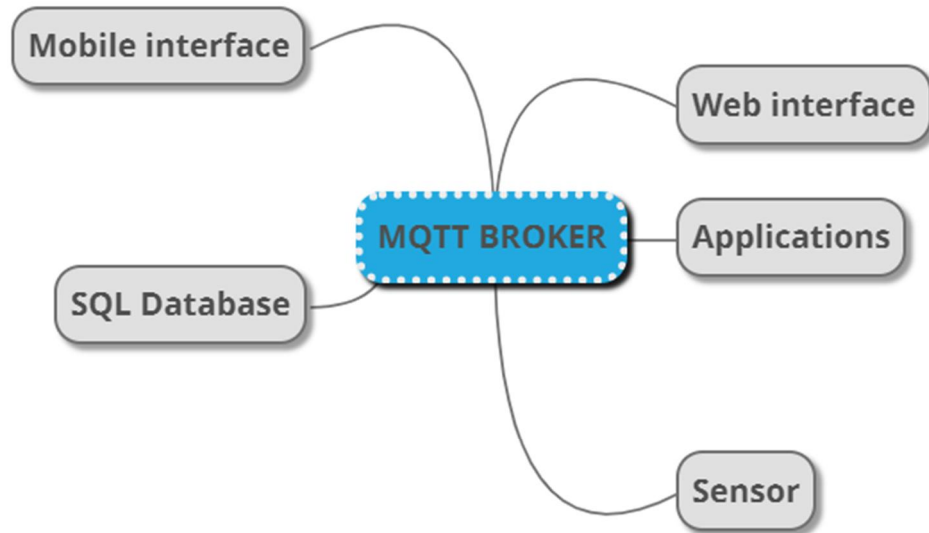 Mobile interface
Web interface
MQTT BROKER
Applications
SQL Database
Sensor